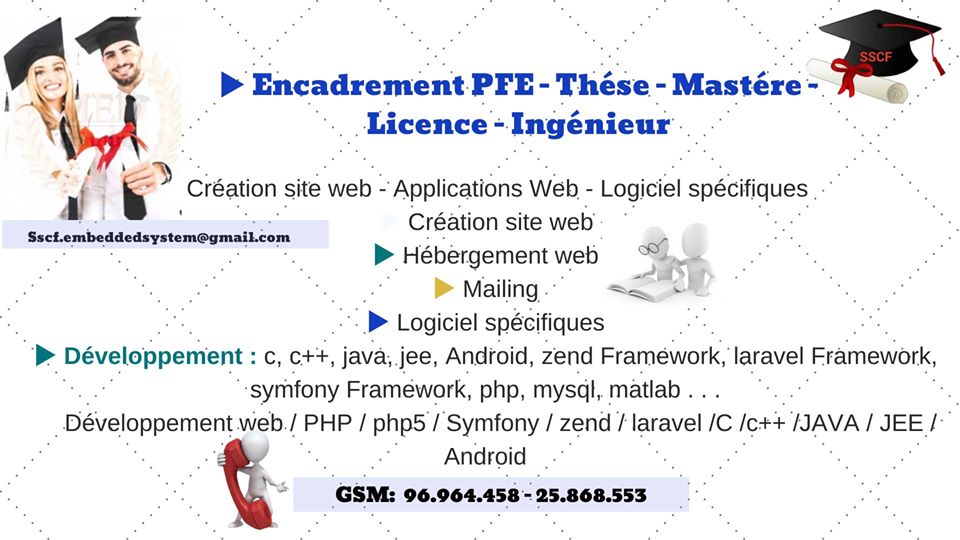 SSCF
▶ Encadrement PFE - Thése - Mastére -
Licence - Ingénieur
Création site web - Applications Web - Logiciel spécifiques
Sscf.embeddedsystem@gmail.com
Création site web
▶ Hébergement web
▶ Mailing
▶ Logiciel spécifiques
▶ Développement : c, c++, java, jee, Android, zend Framework, laravel Framework,
symfony Framework, php, mysql, matlab . . .
Développement web / PHP / php5 / Symfony / zend / laravel /C /c++ /JAVA / JEE /
Android
GSM: 96.964.458 - 25.868.553